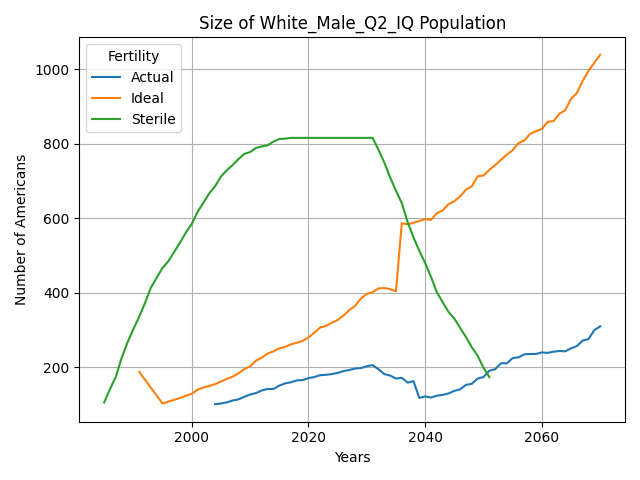 Size of White_Male_Q2_IQ Population
Fertility
Actual
Ideal
Sterile
Number of Americans
1000
800
600
400
200
2000 2020 2040 2060
Years